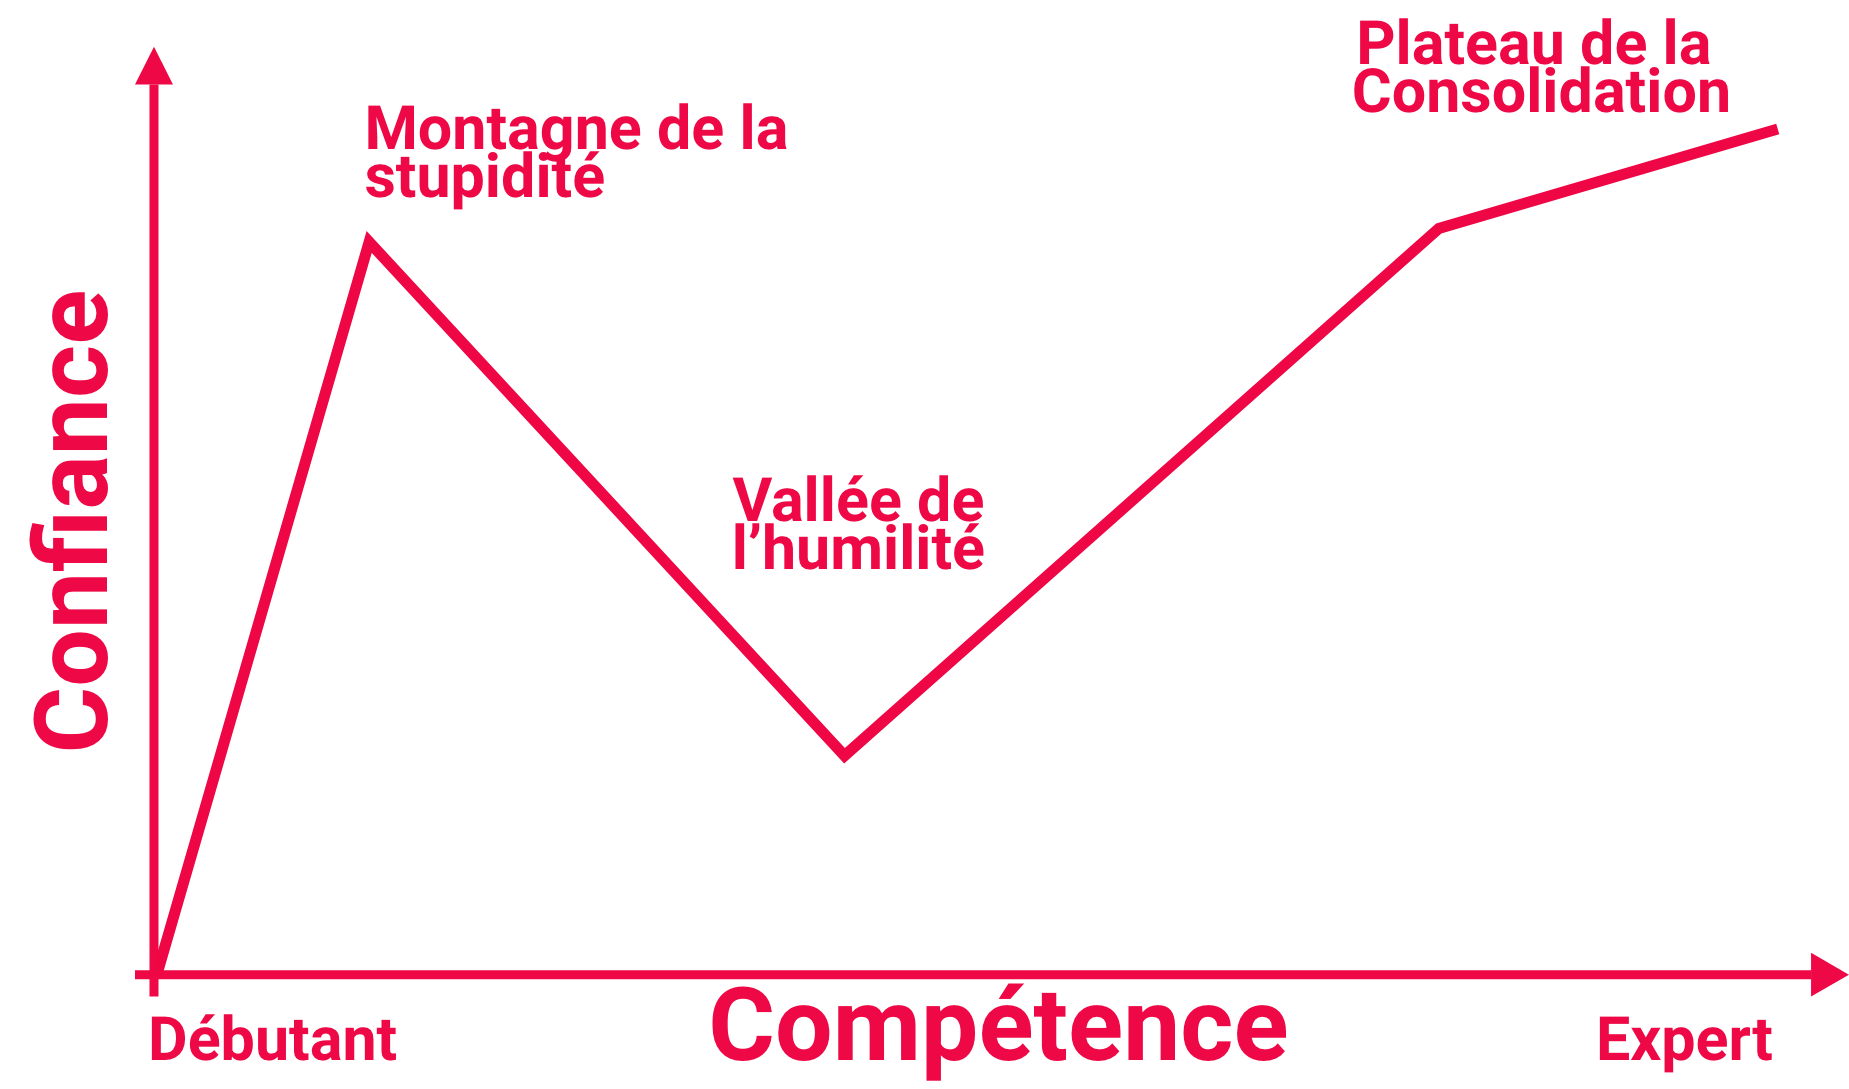 Plateau de la
Consolidation
Montagne de la
stupidité
Vallée de
l’humilité
Confiance
Compétence
Débutant
Expert